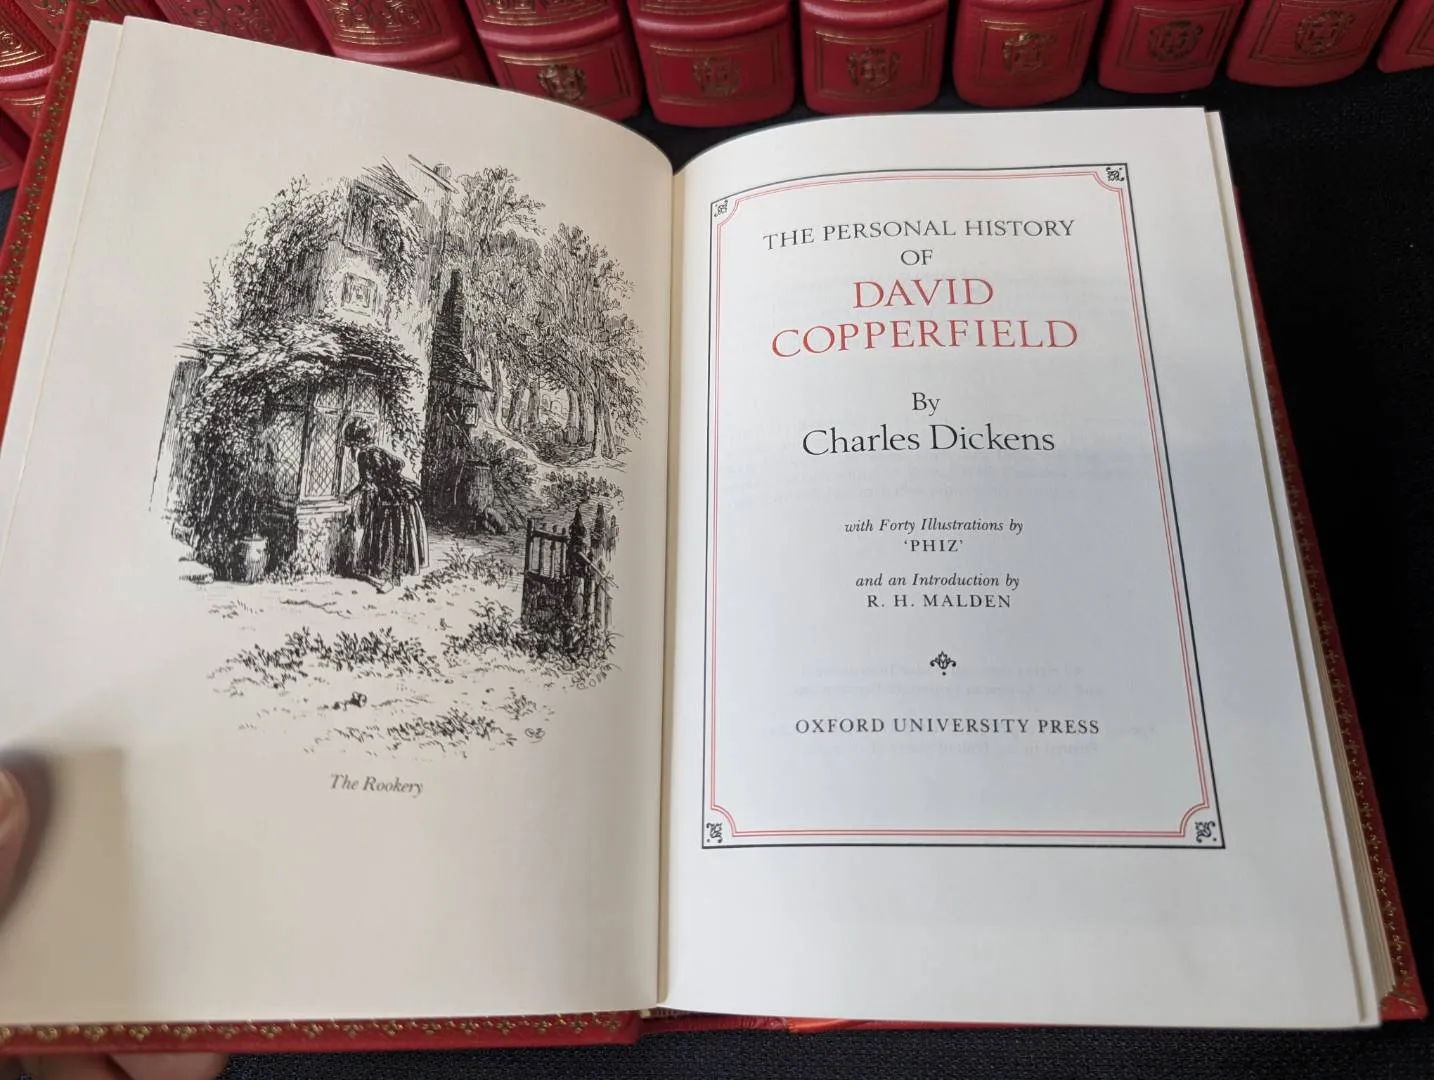 The Rookery
THE PERSONAL HISTORY
OF
DAVID
COPPERFIELD
By
Charles Dickens
with Forty Illustrations by
‘PHIZ’
and an Introduction by
R. H. MALDEN
OXFORD UNIVERSITY PRESS